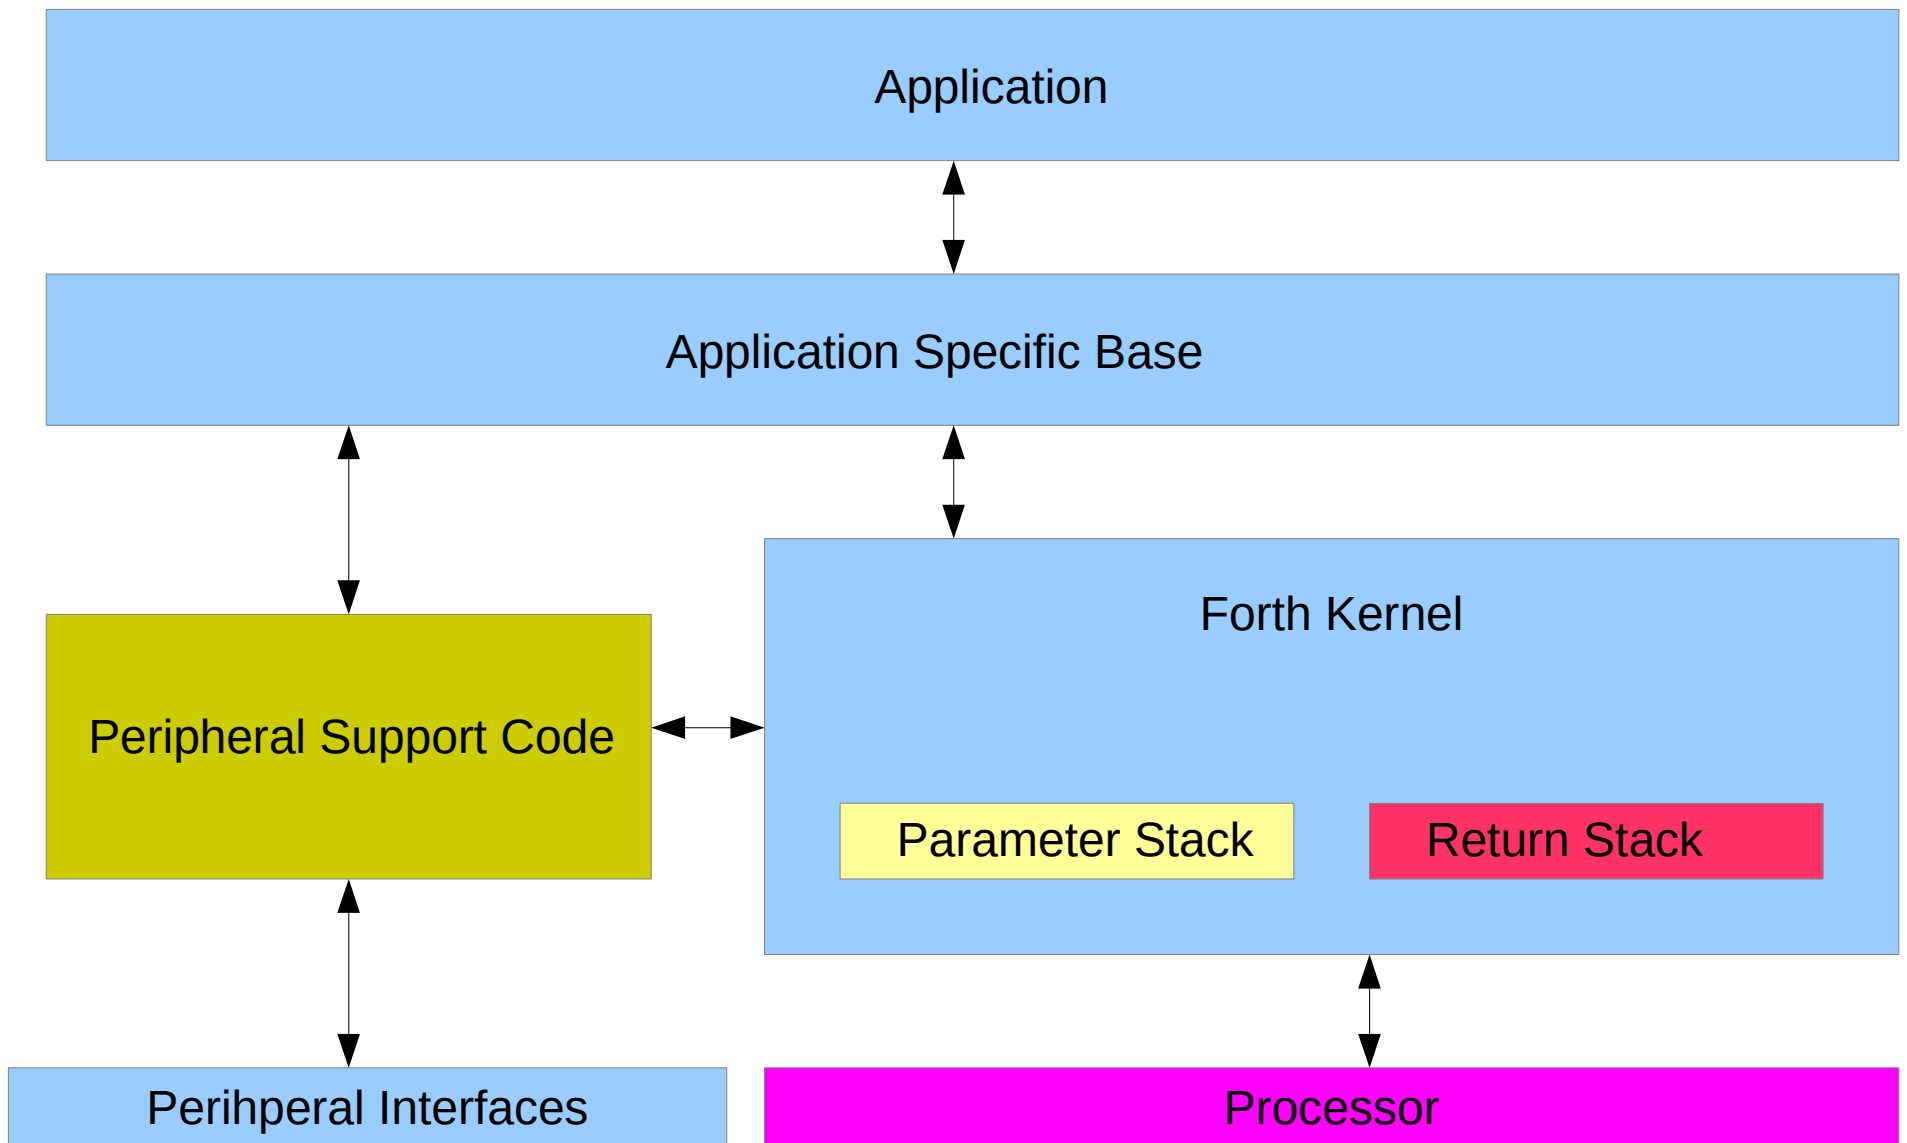 Application
Application Specific Base
Forth Kernel
Peripheral Support Code
Parameter Stack
Return Stack
Perihperal Interfaces
Processor